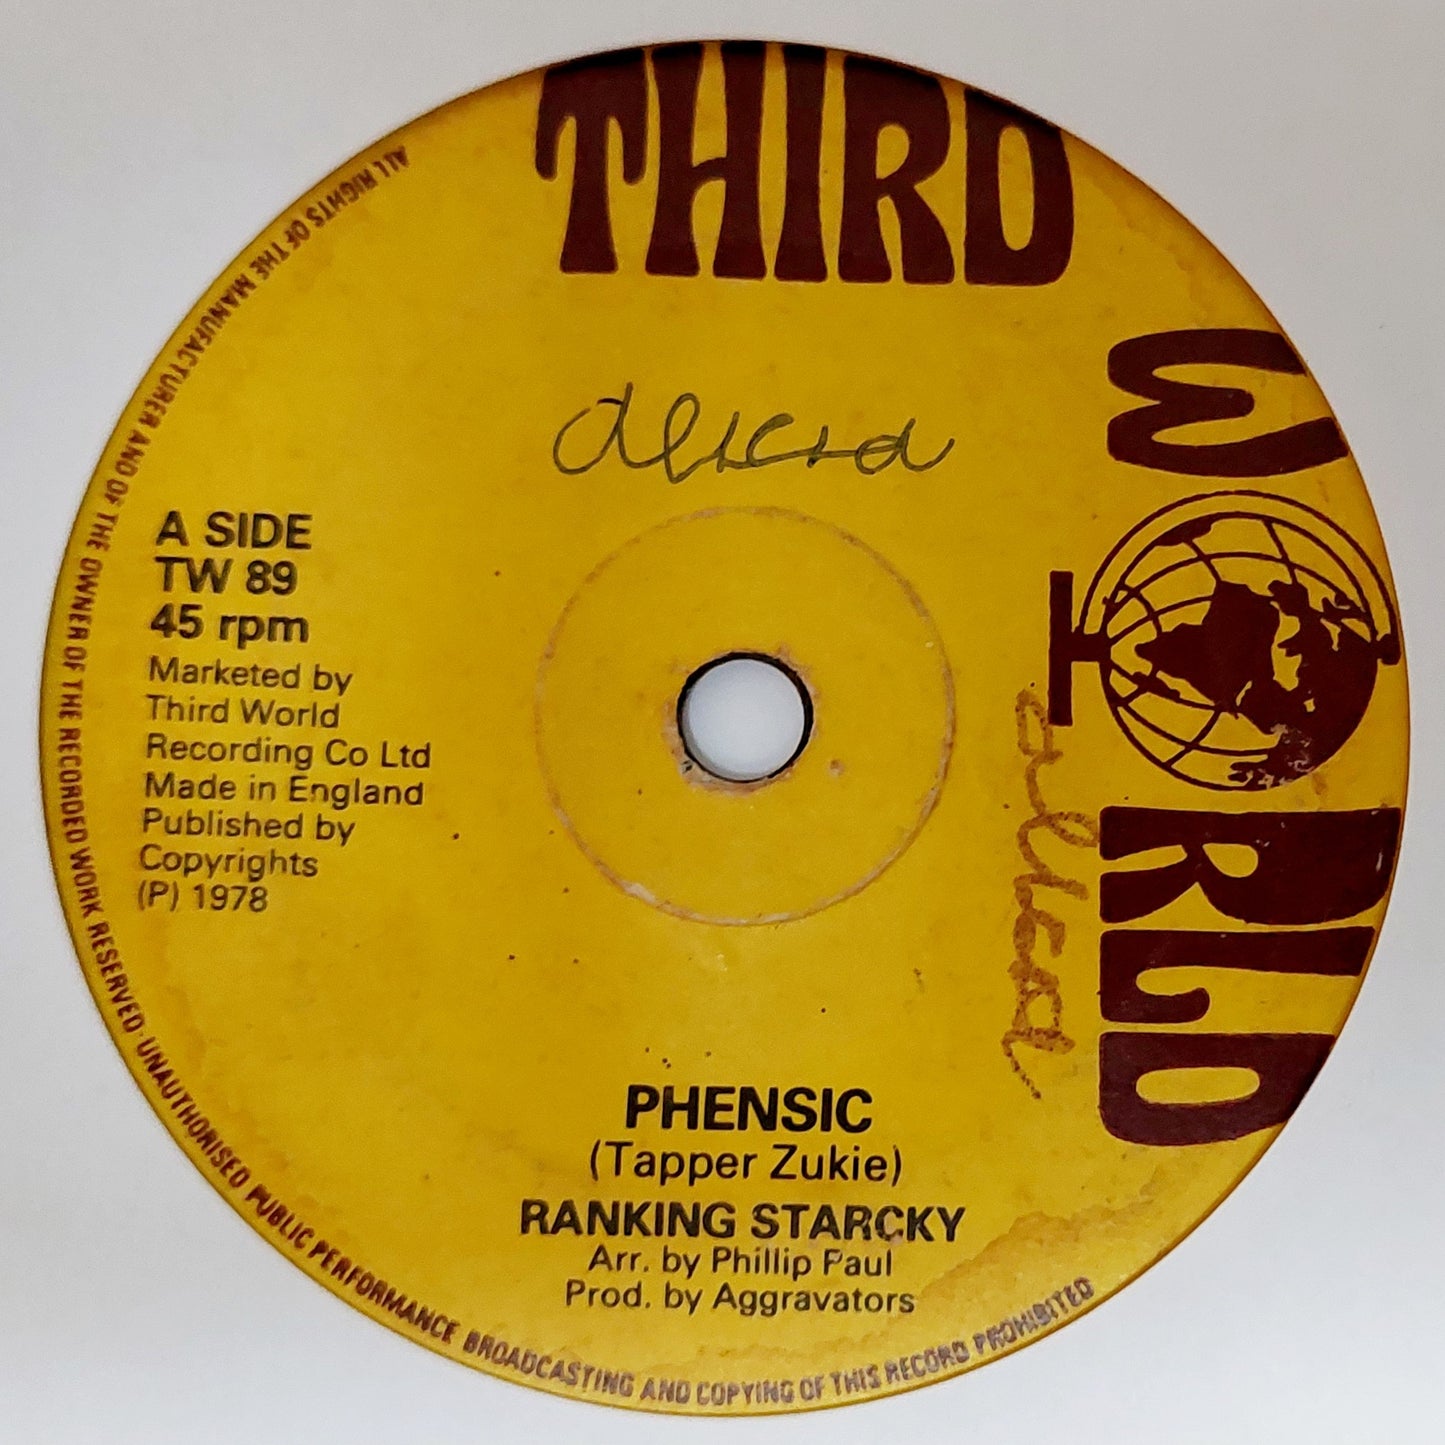 THIRD
WORLD
Alicia
A SIDE
TW 89
45 rpm
Marketed by
Third World
Recording Co Ltd
Made in England
Published by
Copyrights
(P) 1978
PHENSIC
(Tapper Zukie)
RANKING STARCKY
Arr. by Phillip Paul
Prod. by Aggravators
ALL RIGHTS OF THE MANUFACTURER AND OF THE OWNER OF THE RECORDED WORK RESERVED · UNAUTHORISED PUBLIC PERFORMANCE BROADCASTING AND COPYING OF THIS RECORD PROHIBITED